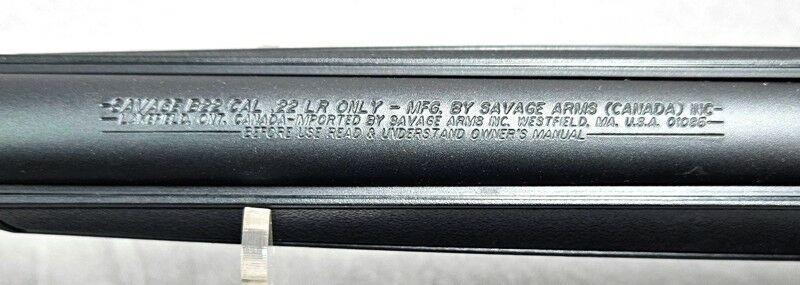 SAVAGE B22 CAL .22 LR ONLY - MFG. BY SAVAGE ARMS (CANADA) INC
LAKEFIELD, ONT. CANADA-IMPORTED BY SAVAGE ARMS INC. WESTFIELD, MA. U.S.A. 01085
BEFORE USE READ & UNDERSTAND OWNER'S MANUAL